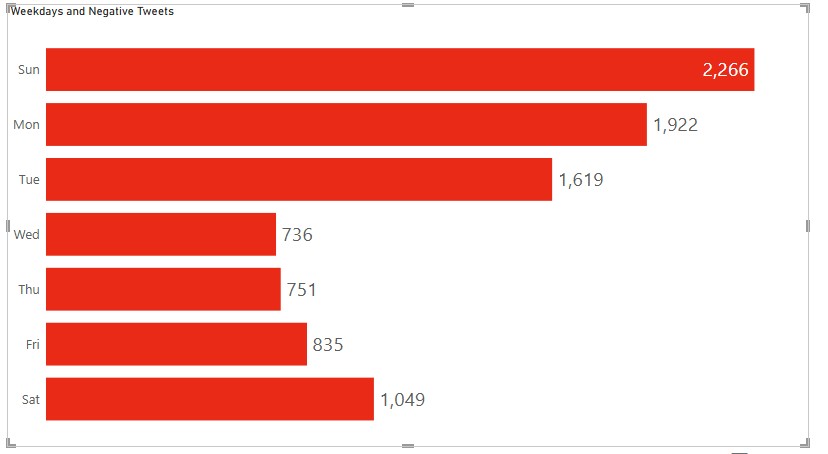 Weekdays and Negative Tweets
Sun 2,266
Mon 1,922
Tue 1,619
Wed 736
Thu 751
Fri 835
Sat 1,049